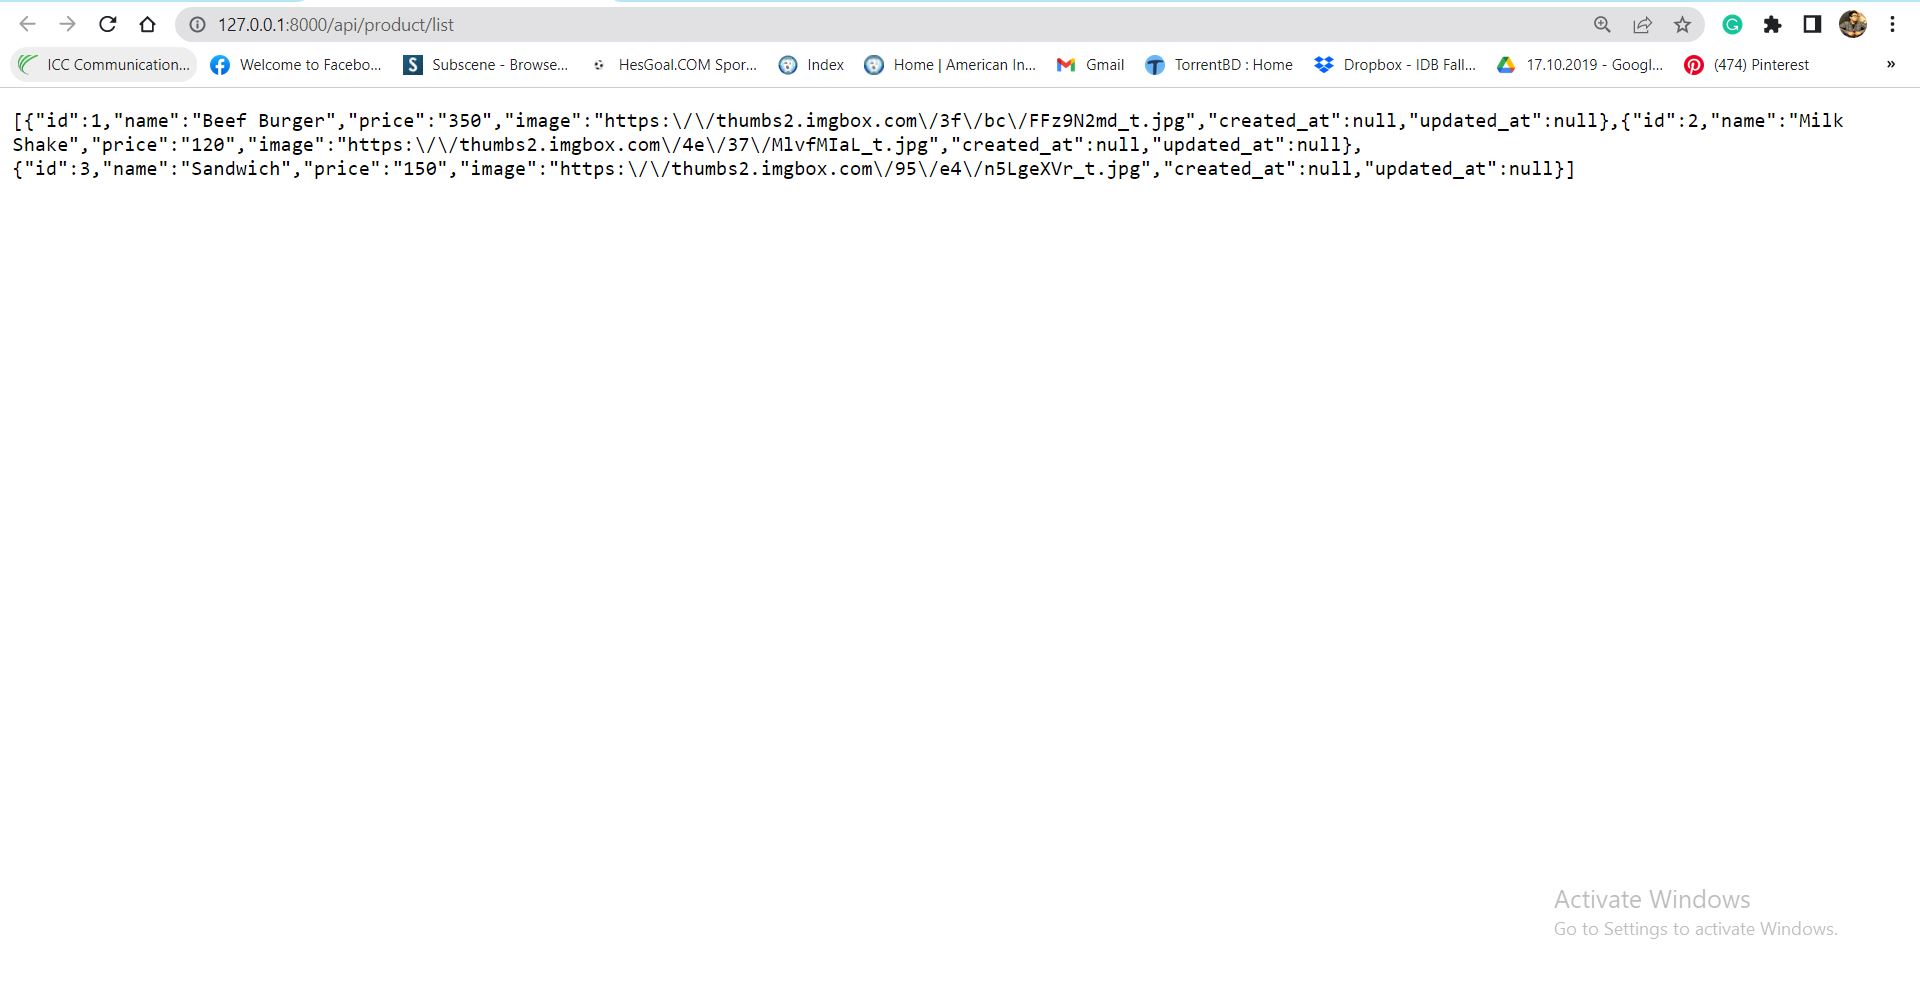 127.0.0.1:8000/api/product/list
ICC Communication... Welcome to Facebo... Subscene - Browse... HesGoal.COM Spor... Index Home | American In... Gmail TorrentBD : Home Dropbox - IDB Fall... 17.10.2019 - Googl... (474) Pinterest »
[{"id":1,"name":"Beef Burger","price":"350","image":"https:\/\/thumbs2.imgbox.com\/3f\/bc\/FFz9N2md_t.jpg","created_at":null,"updated_at":null},{"id":2,"name":"Milk
Shake","price":"120","image":"https:\/\/thumbs2.imgbox.com\/4e\/37\/MlvfMIaL_t.jpg","created_at":null,"updated_at":null},
{"id":3,"name":"Sandwich","price":"150","image":"https:\/\/thumbs2.imgbox.com\/95\/e4\/n5LgeXVr_t.jpg","created_at":null,"updated_at":null}]
Activate Windows
Go to Settings to activate Windows.